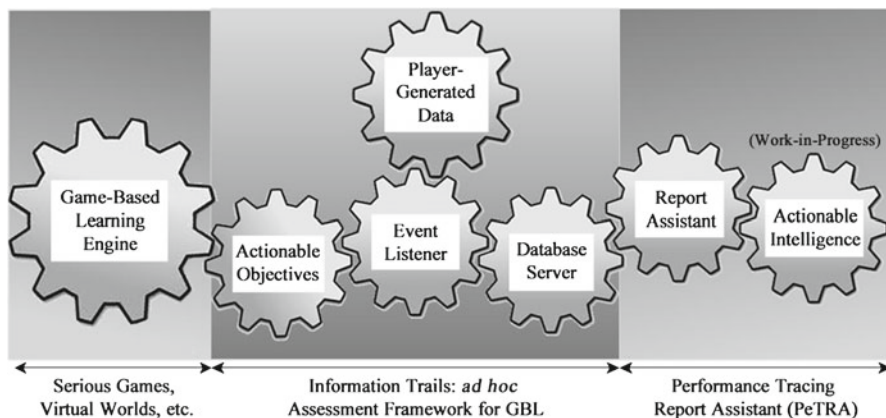 Game-Based
Learning
Engine
Player-
Generated
Data
Actionable
Objectives
Event
Listener
Database
Server
Report
Assistant
(Work-in-Progress)
Actionable
Intelligence
Serious Games,
Virtual Worlds, etc.
Information Trails: ad hoc
Assessment Framework for GBL
Performance Tracing
Report Assistant (PeTRA)